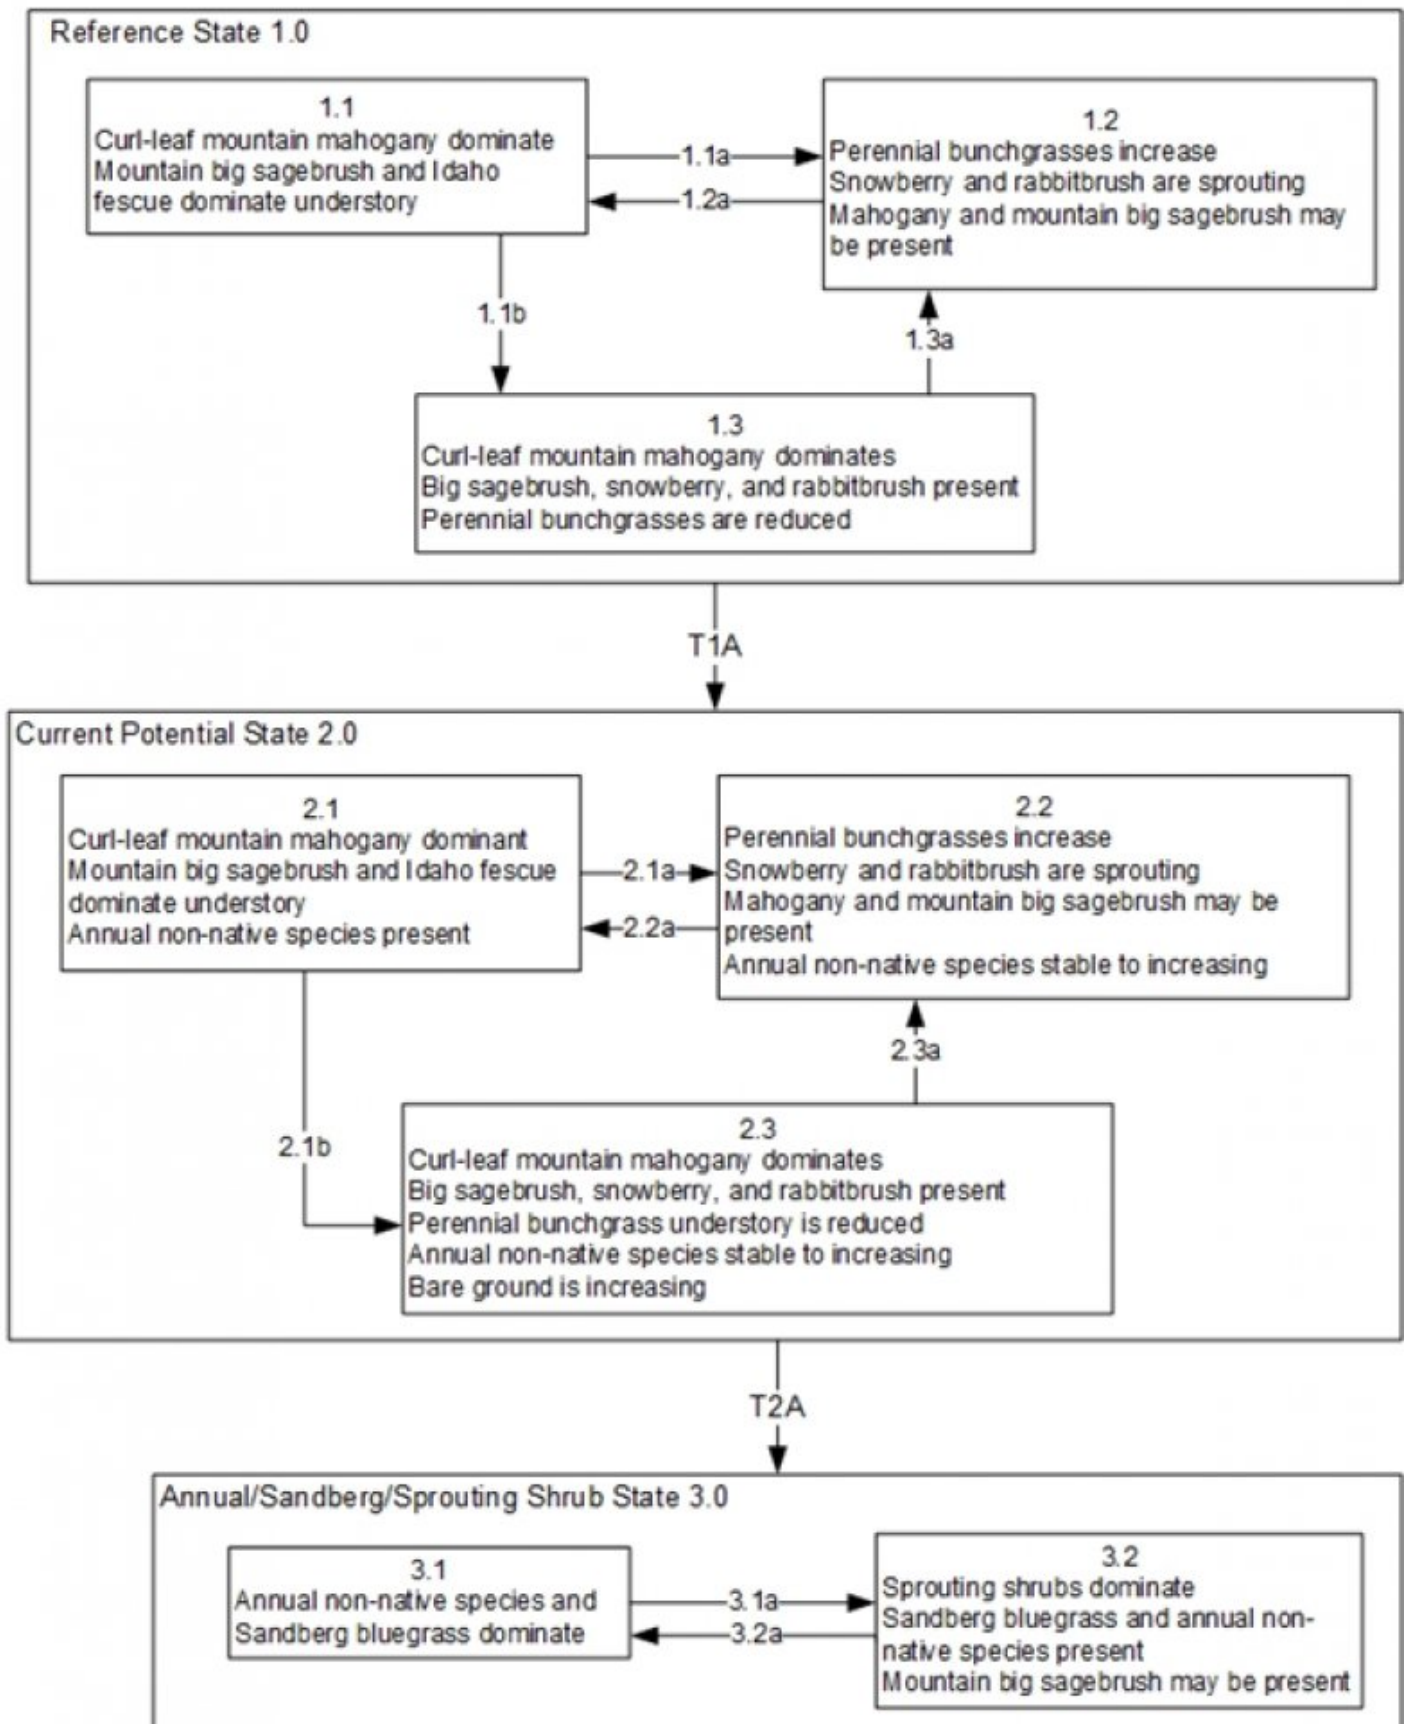 Reference State 1.0
1.1
Curl-leaf mountain mahogany dominate
Mountain big sagebrush and Idaho
fescue dominate understory
1.1a
1.2a
1.2
Perennial bunchgrasses increase
Snowberry and rabbitbrush are sprouting
Mahogany and mountain big sagebrush may
be present
1.1b
1.3a
1.3
Curl-leaf mountain mahogany dominates
Big sagebrush, snowberry, and rabbitbrush present
Perennial bunchgrasses are reduced
T1A
Current Potential State 2.0
2.1
Curl-leaf mountain mahogany dominant
Mountain big sagebrush and Idaho fescue
dominate understory
Annual non-native species present
2.1a
2.2a
2.2
Perennial bunchgrasses increase
Snowberry and rabbitbrush are sprouting
Mahogany and mountain big sagebrush may be
present
Annual non-native species stable to increasing
2.1b
2.3a
2.3
Curl-leaf mountain mahogany dominates
Big sagebrush, snowberry, and rabbitbrush present
Perennial bunchgrass understory is reduced
Annual non-native species stable to increasing
Bare ground is increasing
T2A
Annual/Sandberg/Sprouting Shrub State 3.0
3.1
Annual non-native species and
Sandberg bluegrass dominate
3.1a
3.2a
3.2
Sprouting shrubs dominate
Sandberg bluegrass and annual non-
native species present
Mountain big sagebrush may be present